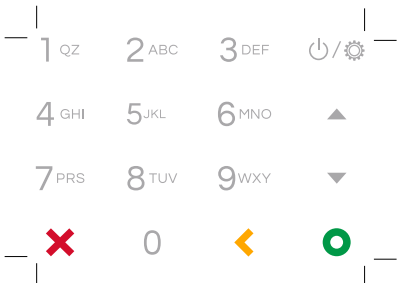 1 QZ 2 ABC 3 DEF /
4 GHI 5 JKL 6 MNO
7 PRS 8 TUV 9 WXY
0